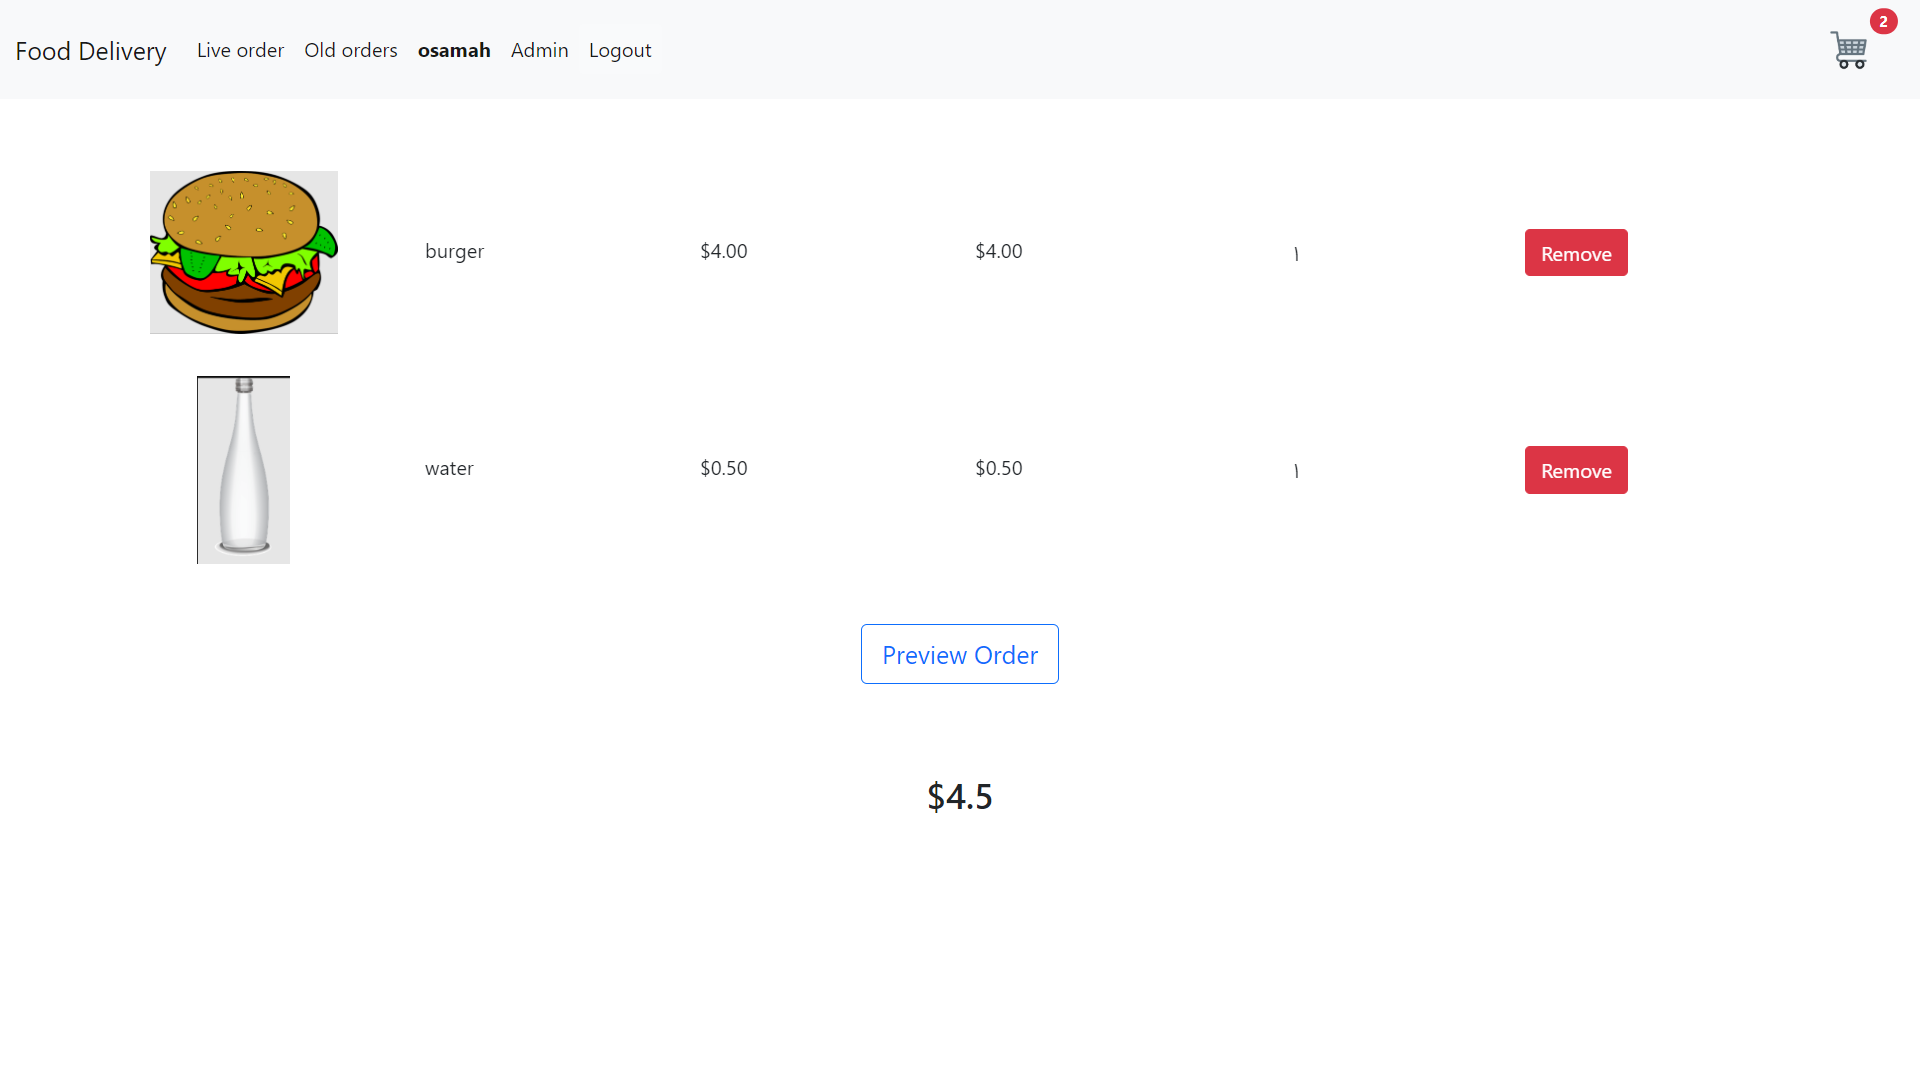 Food Delivery Live order Old orders osamah Admin Logout 2
burger $4.00 $4.00 ١ Remove
water $0.50 $0.50 ١ Remove
Preview Order
$4.5